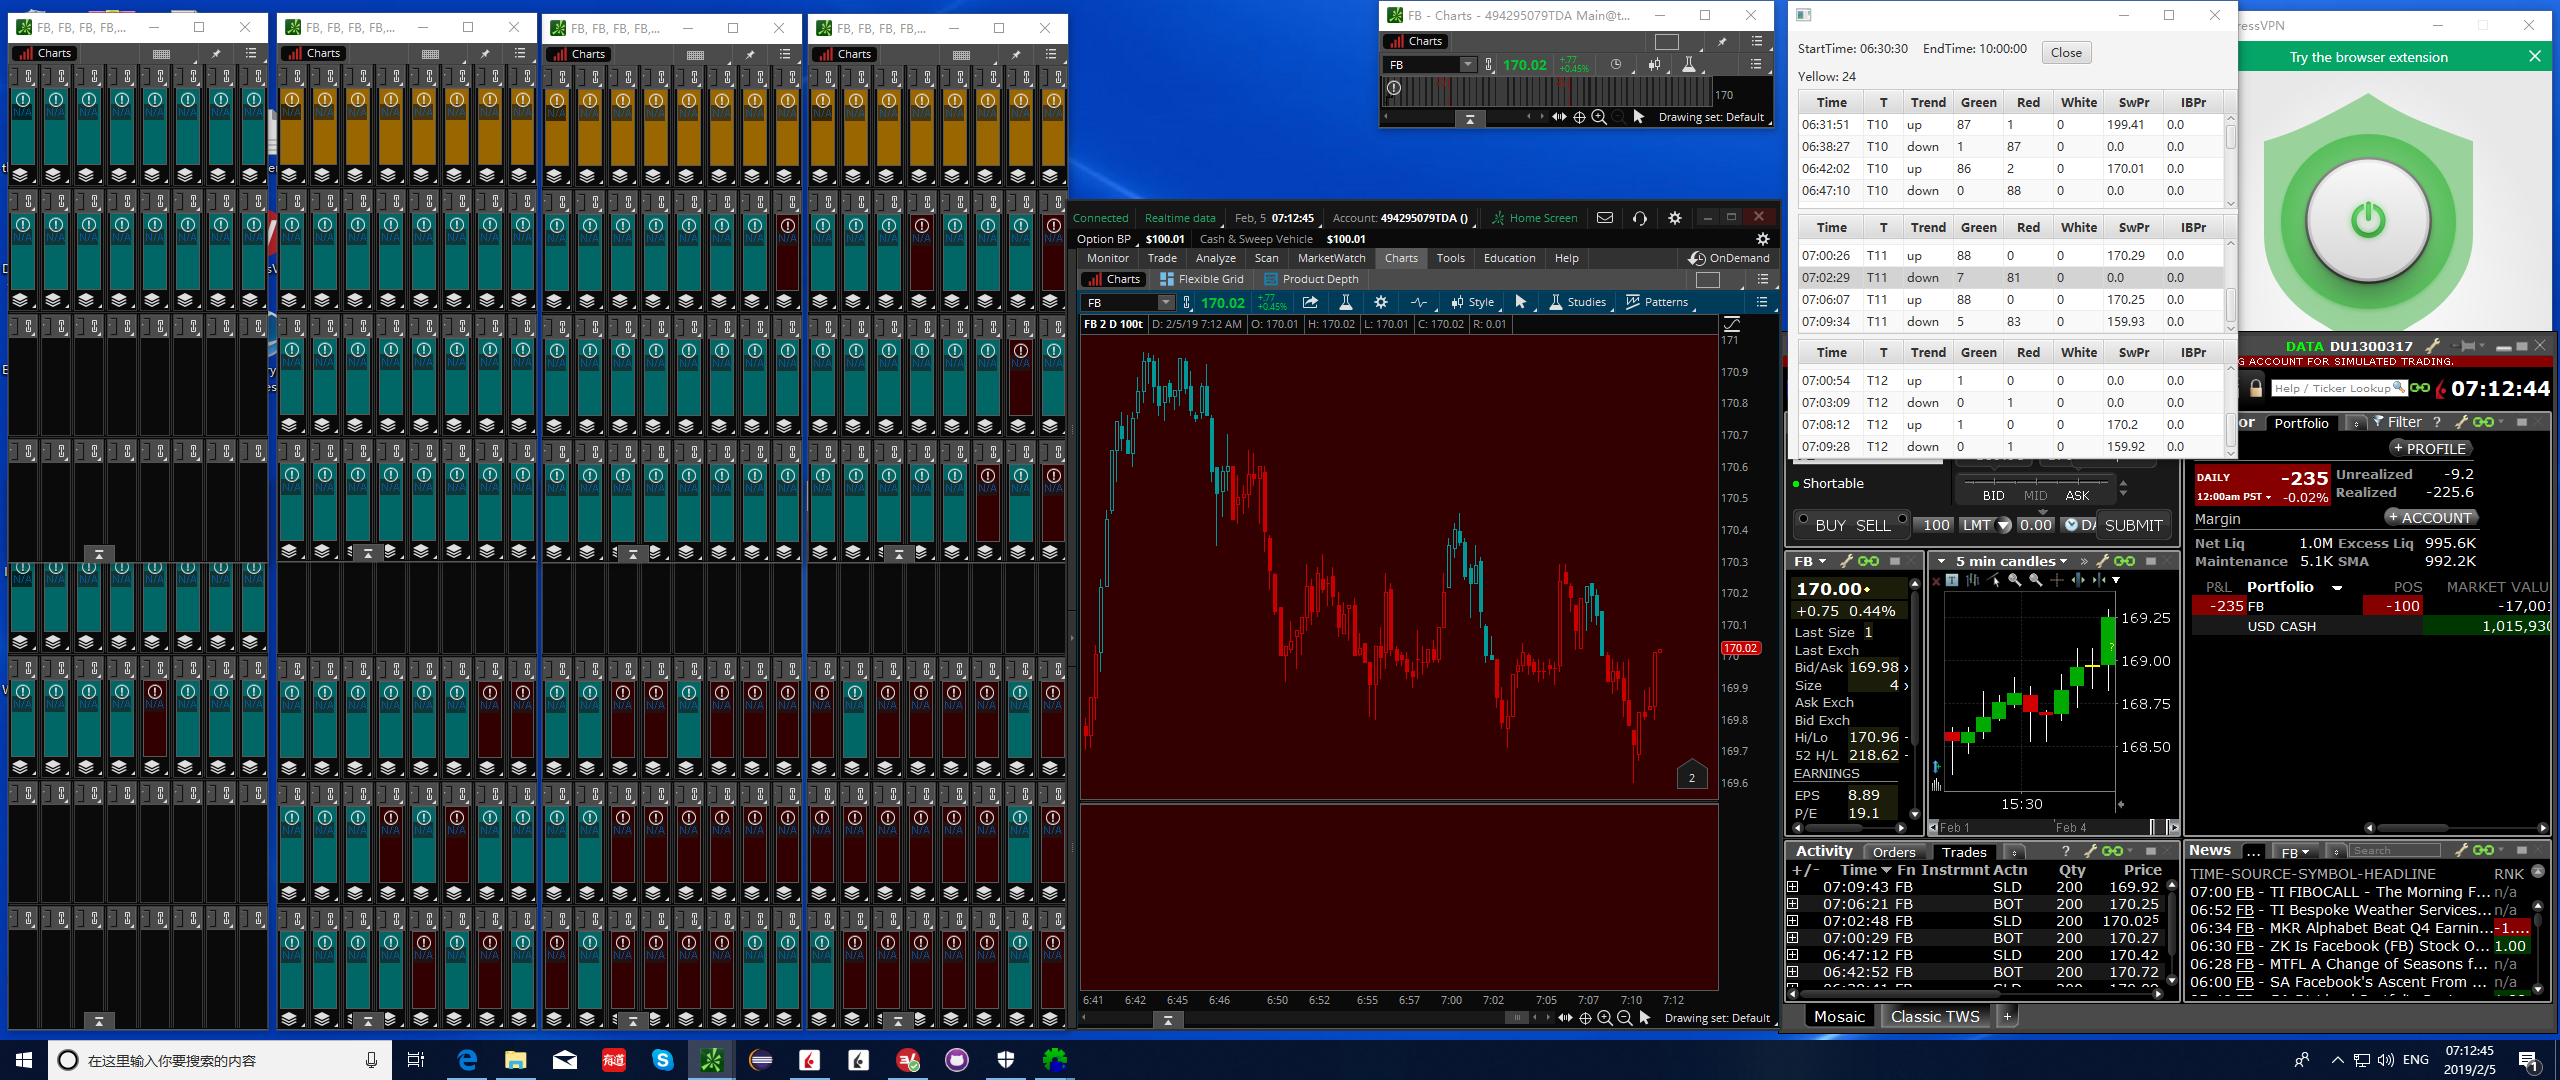 FB, FB, FB, FB,...
FB, FB, FB, FB,...
FB, FB, FB, FB,...
FB, FB, FB, FB,...
Charts
Charts
Charts
Charts
FB - Charts - 494295079TDA Main@t...
Charts
FB 170.02 +.77 +0.45%
170
Drawing set: Default
StartTime: 06:30:30 EndTime: 10:00:00 Close
Yellow: 24
Time T Trend Green Red White SwPr IBPr
06:31:51 T10 up 87 1 0 199.41 0.0
06:38:27 T10 down 1 87 0 0.0 0.0
06:42:02 T10 up 86 2 0 170.01 0.0
06:47:10 T10 down 0 88 0 0.0 0.0
Time T Trend Green Red White SwPr IBPr
07:00:26 T11 up 88 0 0 170.29 0.0
07:02:29 T11 down 7 81 0 0.0 0.0
07:06:07 T11 up 88 0 0 170.25 0.0
07:09:34 T11 down 5 83 0 159.93 0.0
Time T Trend Green Red White SwPr IBPr
07:00:54 T12 up 1 0 0 0.0 0.0
07:03:09 T12 down 0 1 0 0.0 0.0
07:08:12 T12 up 1 0 0 170.2 0.0
07:09:28 T12 down 0 1 0 159.92 0.0
ressVPN
Try the browser extension
Connected Realtime data Feb, 5 07:12:45 Account: 494295079TDA () Home Screen
Option BP $100.01 Cash & Sweep Vehicle $100.01
Monitor Trade Analyze Scan MarketWatch Charts Tools Education Help OnDemand
Charts Flexible Grid Product Depth
FB 170.02 +.77 +0.45% Style Studies Patterns
FB 2 D 100t D: 2/5/19 7:12 AM O: 170.01 H: 170.02 L: 170.01 C: 170.02 R: 0.01
171
170.9
170.8
170.7
170.6
170.5
170.4
170.3
170.2
170.1
170.02
170
169.9
169.8
169.7
169.6
2
6:41 6:42 6:45 6:46 6:50 6:52 6:55 6:57 7:00 7:02 7:05 7:07 7:10 7:12
Drawing set: Default
DATA DU1300317
G ACCOUNT FOR SIMULATED TRADING.
Help / Ticker Lookup 07:12:44
or Portfolio Filter ?
+ PROFILE
DAILY -235 Unrealized -9.2
12:00am PST -0.02% Realized -225.6
Margin + ACCOUNT
Net Liq 1.0M Excess Liq 995.6K
Maintenance 5.1K SMA 992.2K
P&L Portfolio POS MARKET VALU
-235 FB -100 -17,001
USD CASH 1,015,930
Shortable
BID MID ASK
BUY SELL 100 LMT 0.00 DA SUBMIT
FB
170.00
+0.75 0.44%
Last Size 1
Last Exch
Bid/Ask 169.98 x
Size 4 x
Ask Exch
Bid Exch
Hi/Lo 170.96 -
52 H/L 218.62 -
EARNINGS
EPS 8.89
P/E 19.1
5 min candles
169.25
169.00
168.75
168.50
?
15:30
Feb 1 Feb 4
Activity Orders Trades ?
+/- Time Fn Instrmnt Actn Qty Price
07:09:43 FB SLD 200 169.92
07:06:21 FB BOT 200 170.25
07:02:48 FB SLD 200 170.025
07:00:29 FB BOT 200 170.27
06:47:12 FB SLD 200 170.42
06:42:52 FB BOT 200 170.72
News ... FB Search
TIME-SOURCE-SYMBOL-HEADLINE RNK
07:00 FB - TI FIBOCALL - The Morning F... n/a
06:52 FB - TI Bespoke Weather Services... n/a
06:34 FB - MKR Alphabet Beat Q4 Earnin... -1....
06:30 FB - ZK Is Facebook (FB) Stock O... 1.00
06:28 FB - MTFL A Change of Seasons f... n/a
06:00 FB - SA Facebook's Ascent From ... n/a
Mosaic Classic TWS +
在这里输入你要搜索的内容
有道
ENG
07:12:45
2019/2/5
1